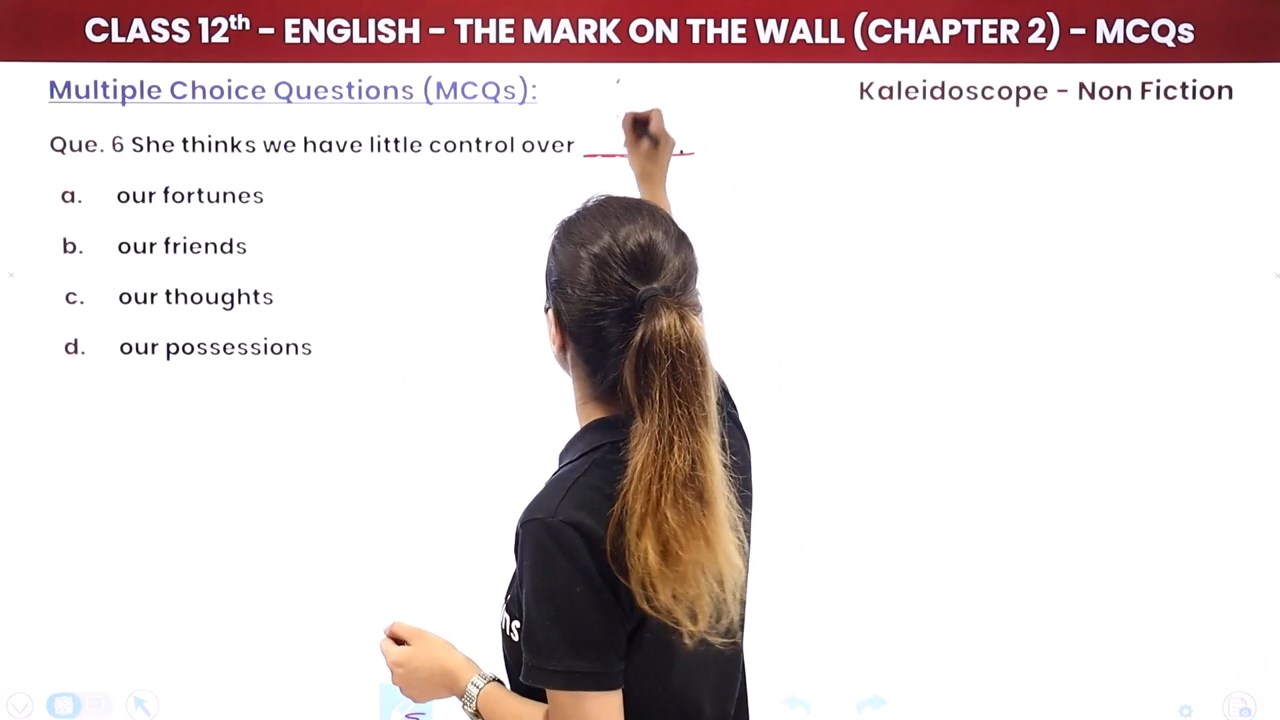 CLASS 12th – ENGLISH – THE MARK ON THE WALL (CHAPTER 2) – MCQs
Multiple Choice Questions (MCQs):
Kaleidoscope - Non Fiction
Que. 6 She thinks we have little control over ______.
a. our fortunes
b. our friends
c. our thoughts
d. our possessions